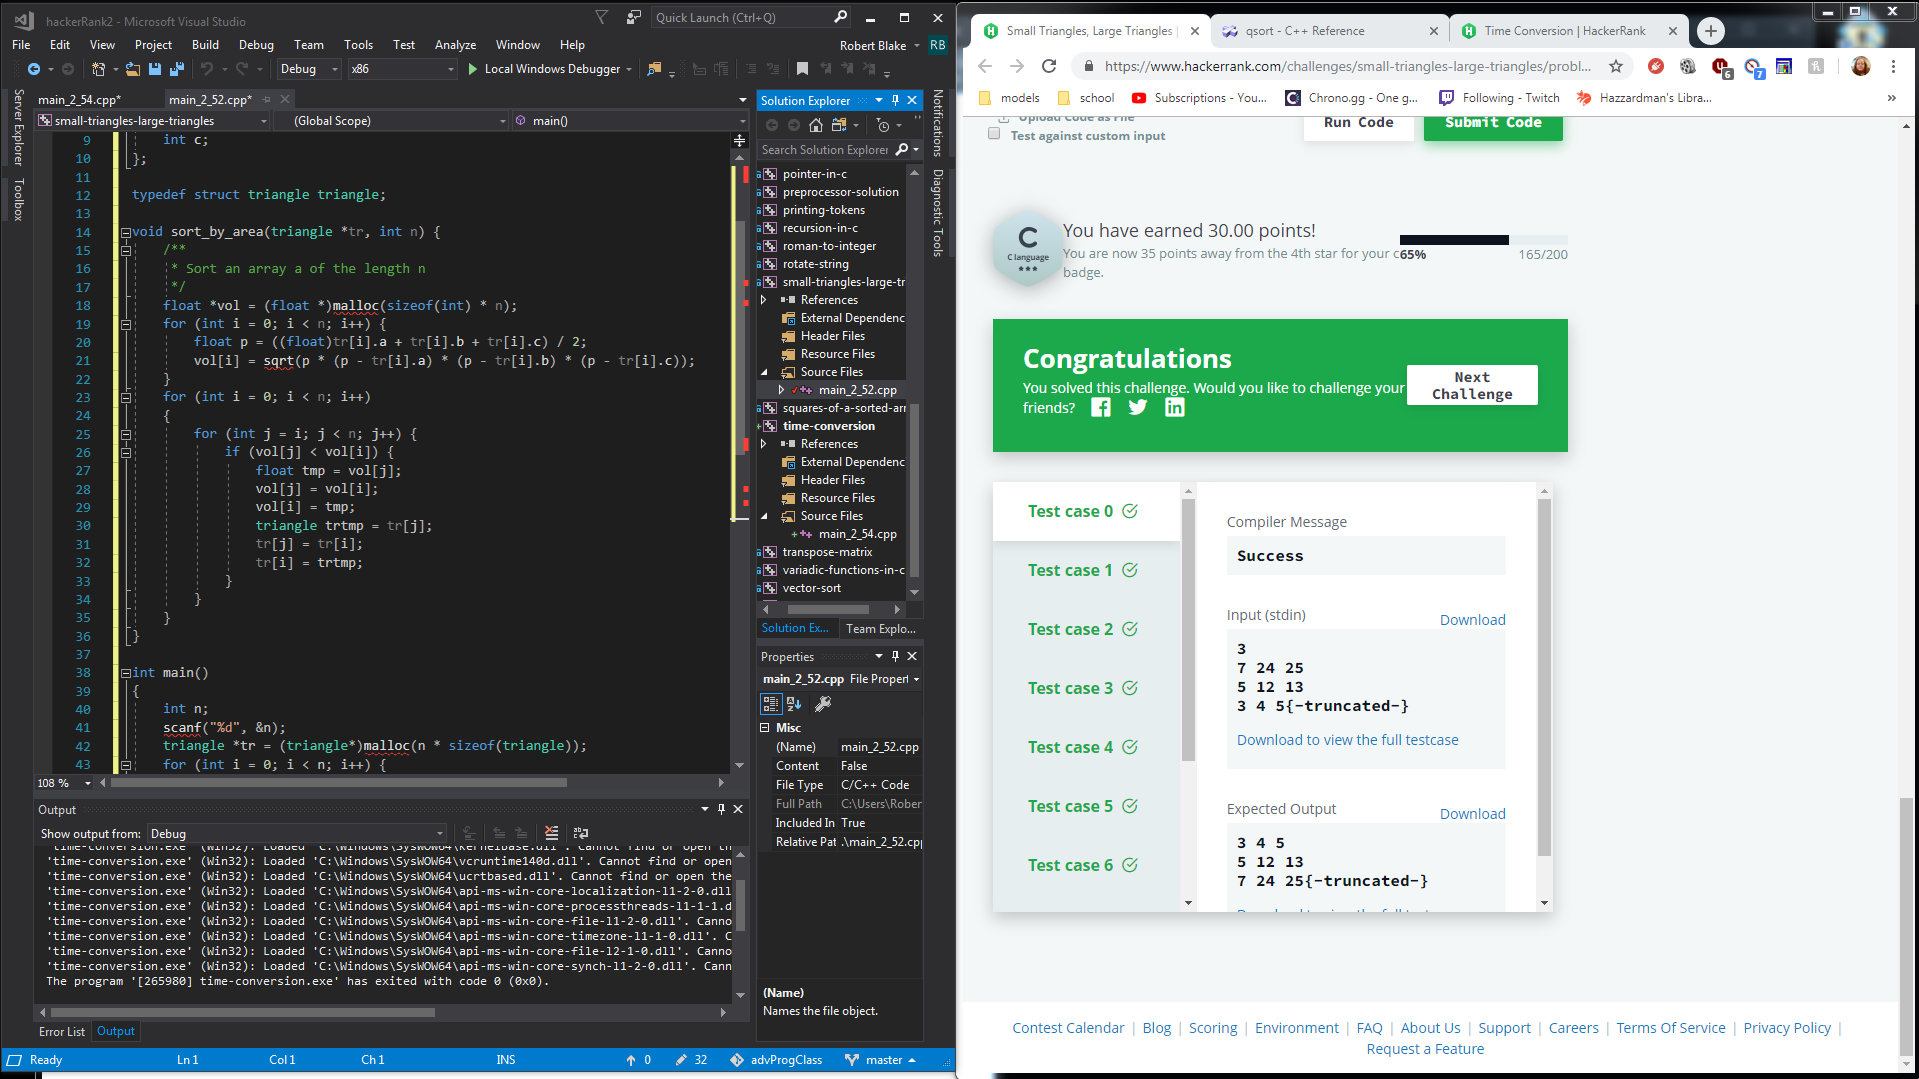 hackerRank2 - Microsoft Visual Studio
Quick Launch (Ctrl+Q)
File Edit View Project Build Debug Team Tools Test Analyze Window Help
Robert Blake RB
Debug x86 Local Windows Debugger
Server Explorer
Toolbox
main_2_54.cpp* main_2_52.cpp*
small-triangles-large-triangles (Global Scope) main()
9 int c;
10 };
11
12 typedef struct triangle triangle;
13
14 void sort_by_area(triangle *tr, int n) {
15 /**
16 * Sort an array a of the length n
17 */
18 float *vol = (float *)malloc(sizeof(int) * n);
19 for (int i = 0; i < n; i++) {
20 float p = ((float)tr[i].a + tr[i].b + tr[i].c) / 2;
21 vol[i] = sqrt(p * (p - tr[i].a) * (p - tr[i].b) * (p - tr[i].c));
22 }
23 for (int i = 0; i < n; i++)
24 {
25 for (int j = i; j < n; j++) {
26 if (vol[j] < vol[i]) {
27 float tmp = vol[j];
28 vol[j] = vol[i];
29 vol[i] = tmp;
30 triangle trtmp = tr[j];
31 tr[j] = tr[i];
32 tr[i] = trtmp;
33 }
34 }
35 }
36 }
37
38 int main()
39 {
40 int n;
41 scanf("%d", &n);
42 triangle *tr = (triangle*)malloc(n * sizeof(triangle));
43 for (int i = 0; i < n; i++) {
108 %
Output
Show output from: Debug
'time-conversion.exe' (Win32): Loaded 'C:\Windows\SysWOW64\KernelBase.dll'. Cannot find or open th
'time-conversion.exe' (Win32): Loaded 'C:\Windows\SysWOW64\vcruntime140d.dll'. Cannot find or open
'time-conversion.exe' (Win32): Loaded 'C:\Windows\SysWOW64\ucrtbased.dll'. Cannot find or open the
'time-conversion.exe' (Win32): Loaded 'C:\Windows\SysWOW64\api-ms-win-core-localization-l1-2-0.dll
'time-conversion.exe' (Win32): Loaded 'C:\Windows\SysWOW64\api-ms-win-core-processthreads-l1-1-1.d
'time-conversion.exe' (Win32): Loaded 'C:\Windows\SysWOW64\api-ms-win-core-file-l1-2-0.dll'. Canno
'time-conversion.exe' (Win32): Loaded 'C:\Windows\SysWOW64\api-ms-win-core-timezone-l1-1-0.dll'. C
'time-conversion.exe' (Win32): Loaded 'C:\Windows\SysWOW64\api-ms-win-core-file-l2-1-0.dll'. Canno
'time-conversion.exe' (Win32): Loaded 'C:\Windows\SysWOW64\api-ms-win-core-synch-l1-2-0.dll'. Cann
The program '[265980] time-conversion.exe' has exited with code 0 (0x0).
Error List Output
Ready Ln 1 Col 1 Ch 1 INS 0 32 advProgClass master
Solution Explorer
Search Solution Explorer
pointer-in-c
preprocessor-solution
printing-tokens
recursion-in-c
roman-to-integer
rotate-string
small-triangles-large-tr
References
External Dependenc
Header Files
Resource Files
Source Files
main_2_52.cpp
squares-of-a-sorted-arr
time-conversion
References
External Dependenc
Header Files
Resource Files
Source Files
main_2_54.cpp
transpose-matrix
variadic-functions-in-c
vector-sort
Solution Ex... Team Explo...
Properties
main_2_52.cpp File Propert
Misc
(Name) main_2_52.cpp
Content False
File Type C/C++ Code
Full Path C:\Users\Rober
Included In True
Relative Pat .\main_2_52.cpp
(Name)
Names the file object.
Notifications
Diagnostic Tools
Small Triangles, Large Triangles | qsort - C++ Reference Time Conversion | HackerRank
https://www.hackerrank.com/challenges/small-triangles-large-triangles/probl...
6 7
models school Subscriptions - You... Chrono.gg - One g... Following - Twitch Hazzardman's Libra... »
Upload Code as File
Test against custom input
Run Code Submit Code
C
C language
You have earned 30.00 points!
You are now 35 points away from the 4th star for your c
badge.
65% 165/200
Congratulations
You solved this challenge. Would you like to challenge your
friends?
Next
Challenge
Test case 0
Test case 1
Test case 2
Test case 3
Test case 4
Test case 5
Test case 6
Compiler Message
Success
Input (stdin) Download
3
7 24 25
5 12 13
3 4 5{-truncated-}
Download to view the full testcase
Expected Output Download
3 4 5
5 12 13
7 24 25{-truncated-}
Contest Calendar | Blog | Scoring | Environment | FAQ | About Us | Support | Careers | Terms Of Service | Privacy Policy |
Request a Feature